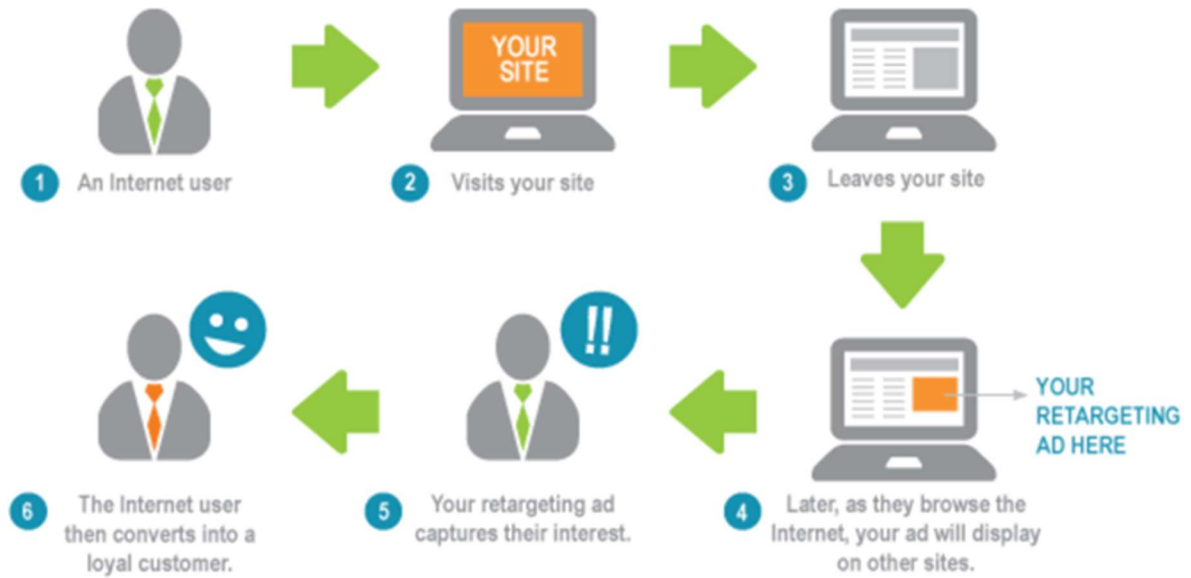 YOUR
SITE
1 An Internet user
2 Visits your site
3 Leaves your site
YOUR
RETARGETING
AD HERE
4 Later, as they browse the
Internet, your ad will display
on other sites.
!!
5 Your retargeting ad
captures their interest.
6 The Internet user
then converts into a
loyal customer.